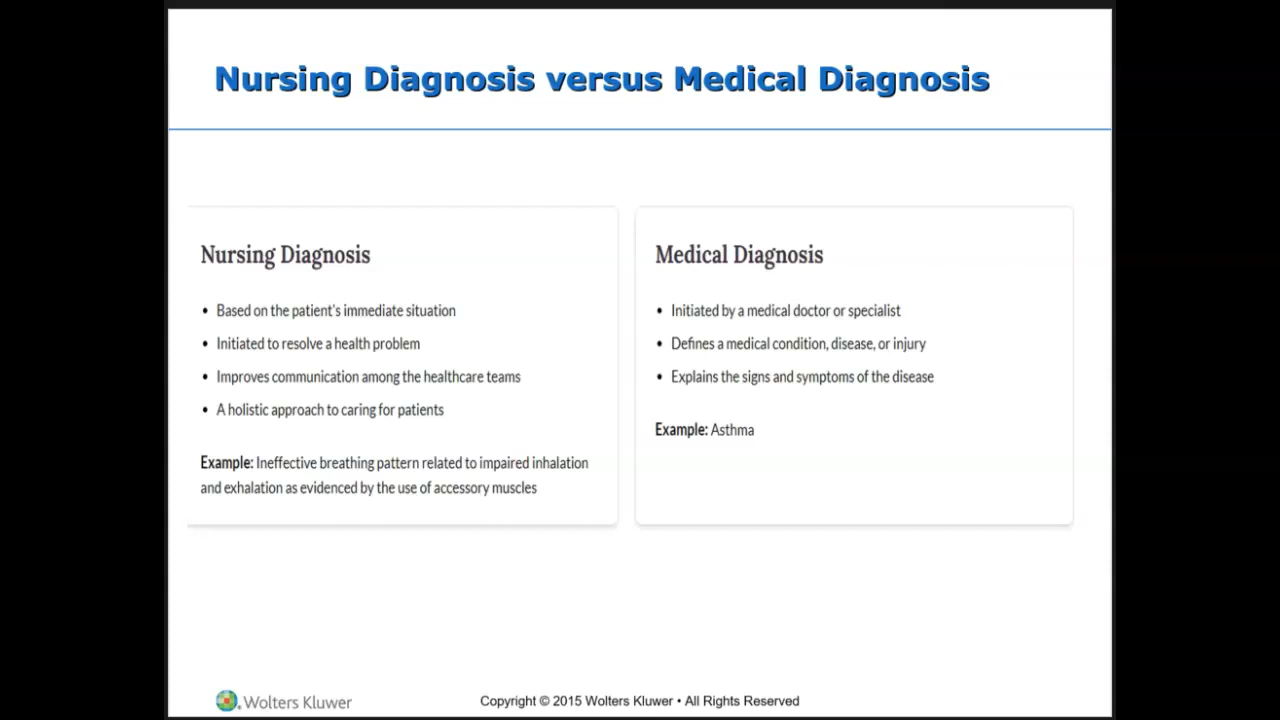 Nursing Diagnosis versus Medical Diagnosis
Nursing Diagnosis
• Based on the patient's immediate situation
• Initiated to resolve a health problem
• Improves communication among the healthcare teams
• A holistic approach to caring for patients
Example: Ineffective breathing pattern related to impaired inhalation
and exhalation as evidenced by the use of accessory muscles
Medical Diagnosis
• Initiated by a medical doctor or specialist
• Defines a medical condition, disease, or injury
• Explains the signs and symptoms of the disease
Example: Asthma
Wolters Kluwer
Copyright © 2015 Wolters Kluwer • All Rights Reserved